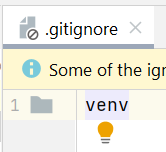 .gitignore
Some of the ign
1 venv